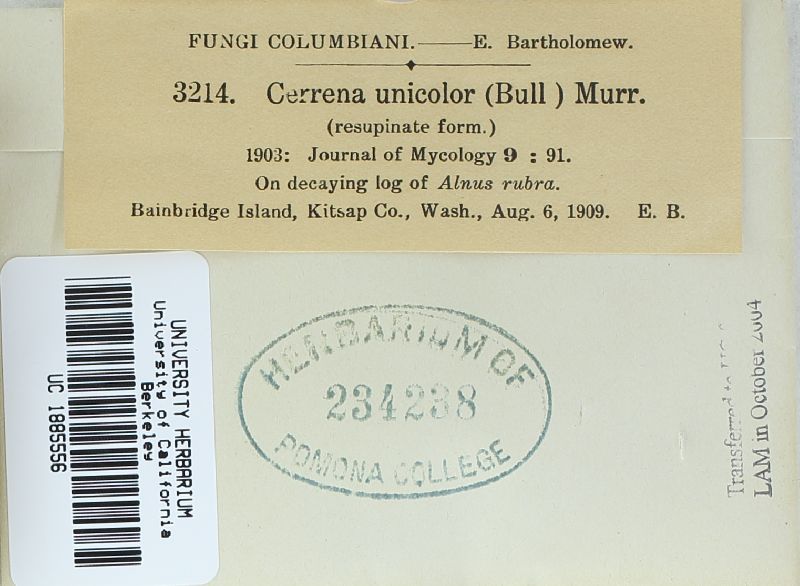 FUNGI COLUMBIANI.——E. Bartholomew.
3214. Cerrena unicolor (Bull ) Murr.
(resupinate form.)
1903: Journal of Mycology 9 : 91.
On decaying log of Alnus rubra.
Bainbridge Island, Kitsap Co., Wash., Aug. 6, 1909. E. B.
UNIVERSITY HERBARIUM
University of California
Berkeley
UC 1885556
HERBARIUM OF
234238
POMONA COLLEGE
Transferred to
LAM in October 2004